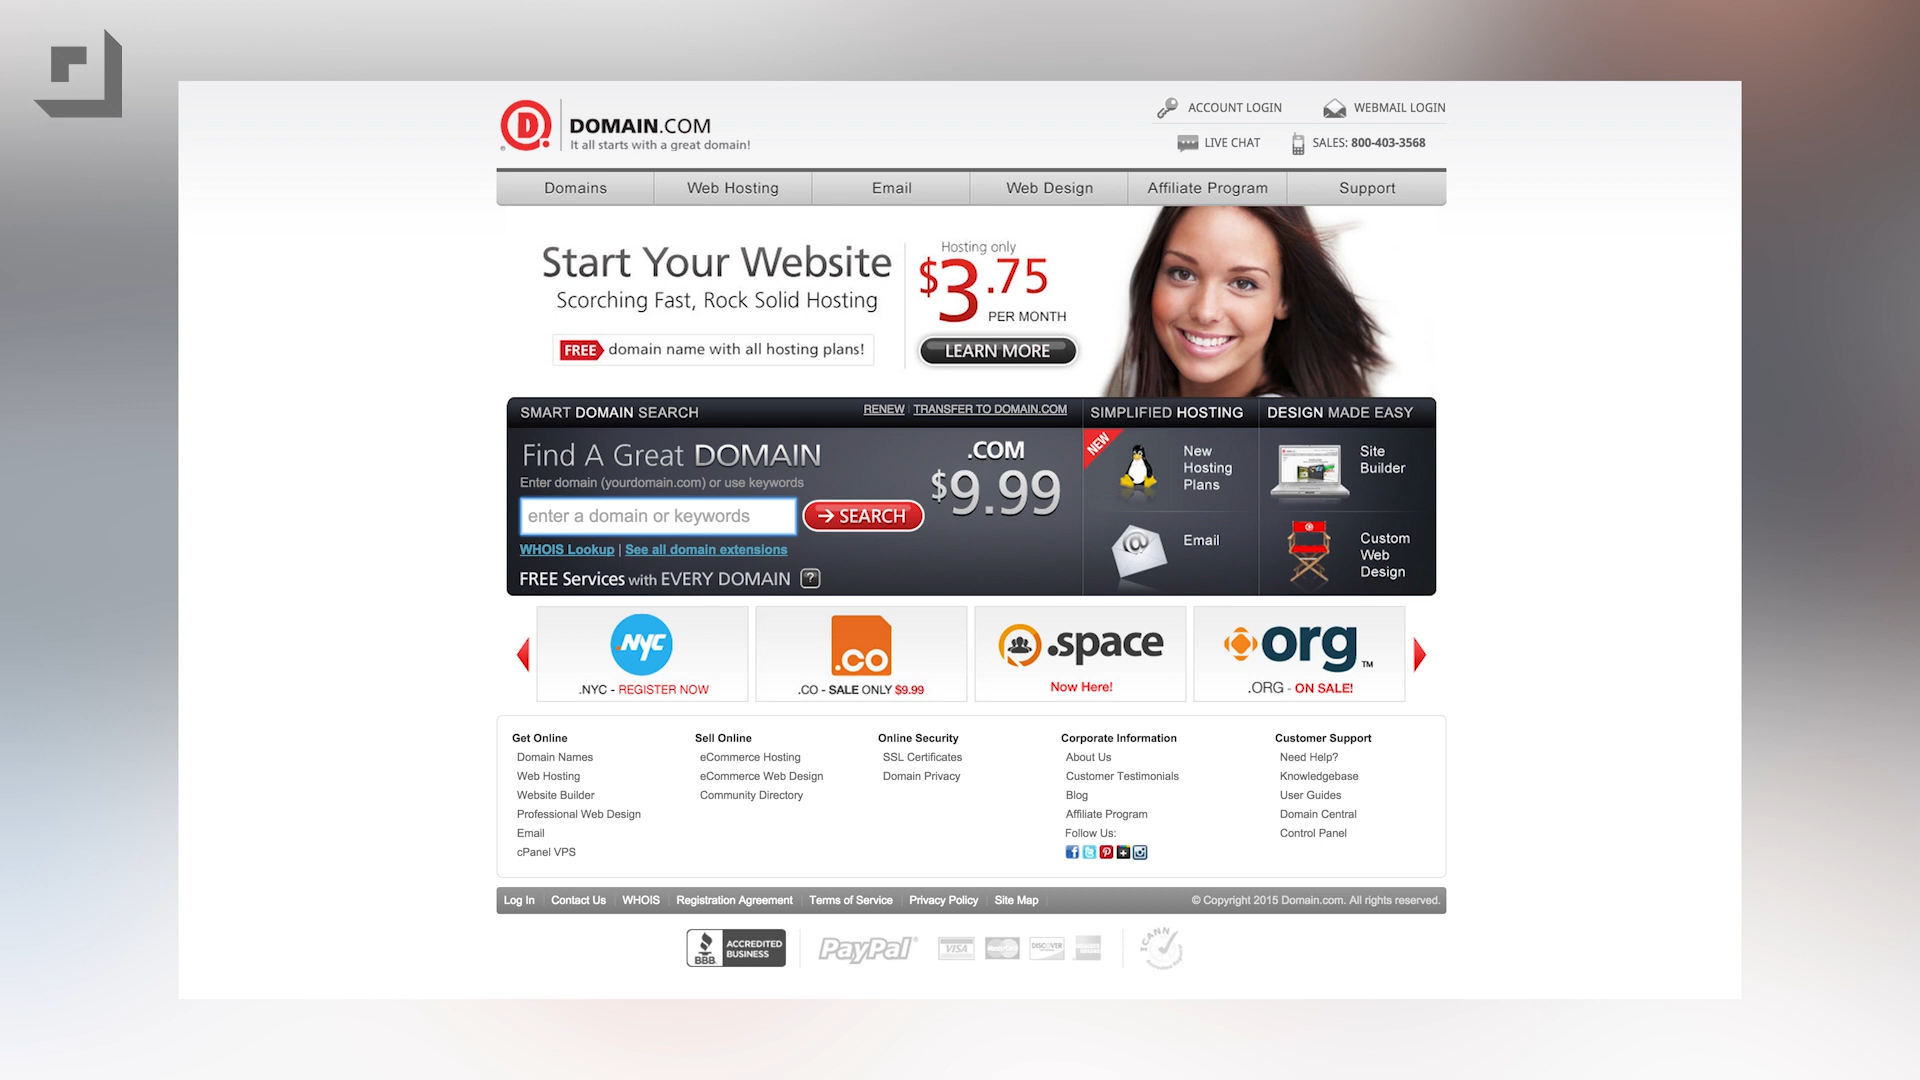 DOMAIN.COM
It all starts with a great domain!
ACCOUNT LOGIN
WEBMAIL LOGIN
LIVE CHAT
SALES: 800-403-3568
Domains
Web Hosting
Email
Web Design
Affiliate Program
Support
Start Your Website
Scorching Fast, Rock Solid Hosting
FREE domain name with all hosting plans!
Hosting only
$3.75
PER MONTH
LEARN MORE
SMART DOMAIN SEARCH
RENEW | TRANSFER TO DOMAIN.COM
Find A Great DOMAIN
Enter domain (yourdomain.com) or use keywords
enter a domain or keywords
SEARCH
.COM
$9.99
WHOIS Lookup | See all domain extensions
FREE Services with EVERY DOMAIN ?
SIMPLIFIED HOSTING
NEW
New
Hosting
Plans
Email
DESIGN MADE EASY
Site
Builder
Custom
Web
Design
.NYC
.NYC - REGISTER NOW
.co
.CO - SALE ONLY $9.99
.space
Now Here!
.org TM
.ORG - ON SALE!
Get Online
Domain Names
Web Hosting
Website Builder
Professional Web Design
Email
cPanel VPS
Sell Online
eCommerce Hosting
eCommerce Web Design
Community Directory
Online Security
SSL Certificates
Domain Privacy
Corporate Information
About Us
Customer Testimonials
Blog
Affiliate Program
Follow Us:
Customer Support
Need Help?
Knowledgebase
User Guides
Domain Central
Control Panel
Log In
Contact Us
WHOIS
Registration Agreement
Terms of Service
Privacy Policy
Site Map
© Copyright 2015 Domain.com. All rights reserved.
BBB.
ACCREDITED
BUSINESS
PayPal
VISA
MasterCard
DISCOVER
ICANN